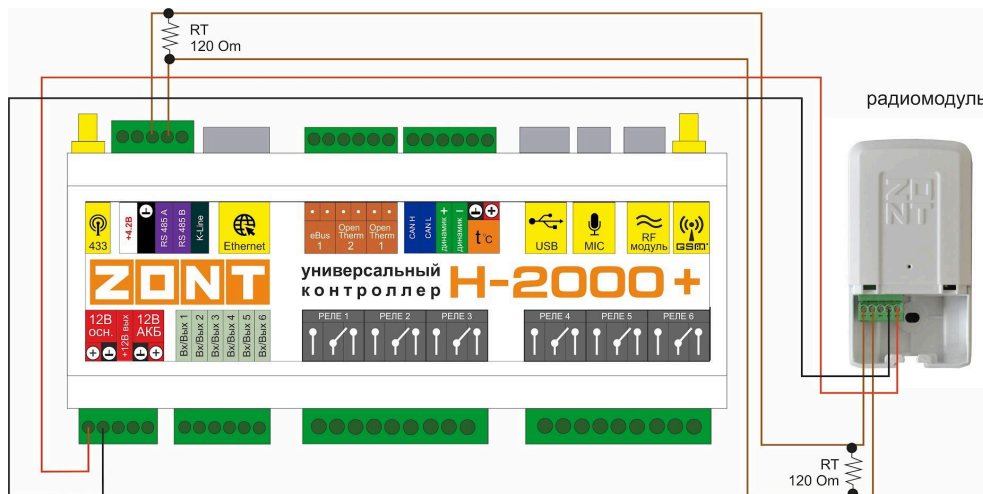 RT
120 Om
радиомодуль
433
+4.2В
RS 485 A
RS 485 B
K-Line
Ethernet
eBus
1
Open
Therm
2
Open
Therm
1
CAN H
CAN L
динамик +
динамик −
t°c
USB
MIC
RF
модуль
GSM
ZONT
универсальный
контроллер
H-2000+
12В
осн.
+12В вых
12В
АКБ
Вх/Вых 1
Вх/Вых 2
Вх/Вых 3
Вх/Вых 4
Вх/Вых 5
Вх/Вых 6
РЕЛЕ 1
РЕЛЕ 2
РЕЛЕ 3
РЕЛЕ 4
РЕЛЕ 5
РЕЛЕ 6
ZONT
RT
120 Om